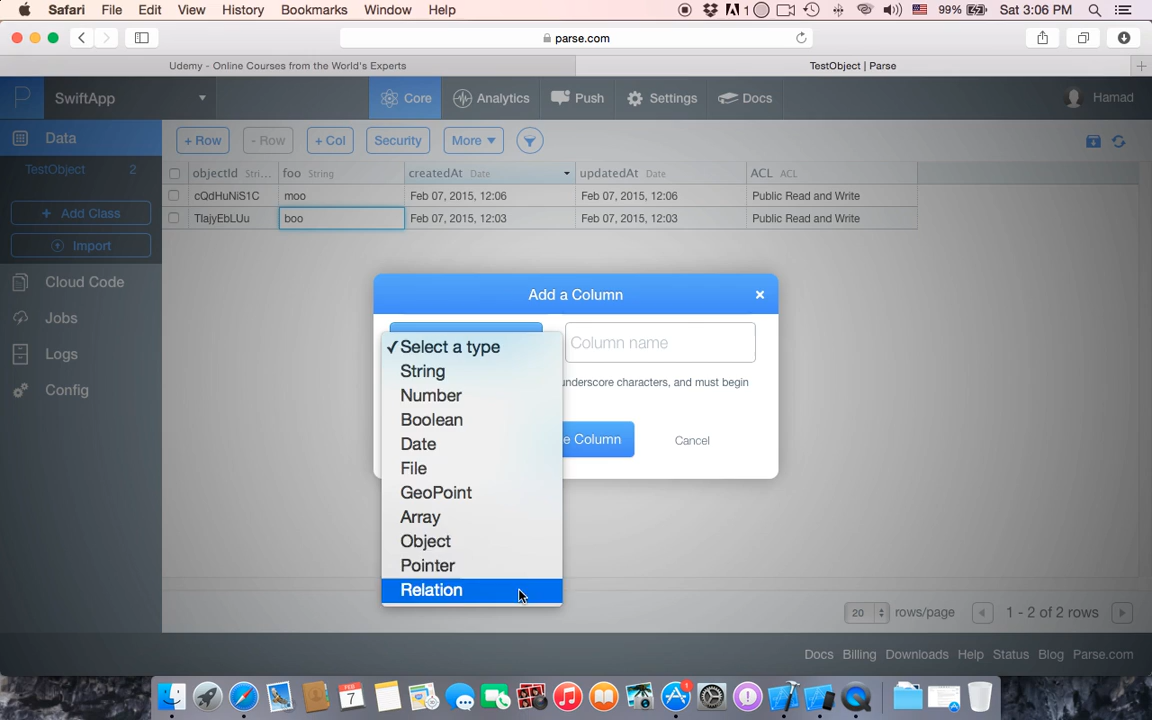 Safari File Edit View History Bookmarks Window Help 1 99% Sat 3:06 PM
parse.com
Udemy - Online Courses from the World's Experts TestObject | Parse
P SwiftApp Core Analytics Push Settings Docs Hamad
Data + Row - Row + Col Security More
TestObject 2 objectId Stri... foo String createdAt Date updatedAt Date ACL ACL
cQdHuNiS1C moo Feb 07, 2015, 12:06 Feb 07, 2015, 12:06 Public Read and Write
TlajyEbLUu boo Feb 07, 2015, 12:03 Feb 07, 2015, 12:03 Public Read and Write
+ Add Class
Import
Cloud Code
Jobs
Logs
Config
Add a Column ×
✓ Select a type Column name
String
underscore characters, and must begin
Number
Boolean
e Column Cancel
Date
File
GeoPoint
Array
Object
Pointer
Relation
20 rows/page 1 - 2 of 2 rows
Docs Billing Downloads Help Status Blog Parse.com
FEB
7
1